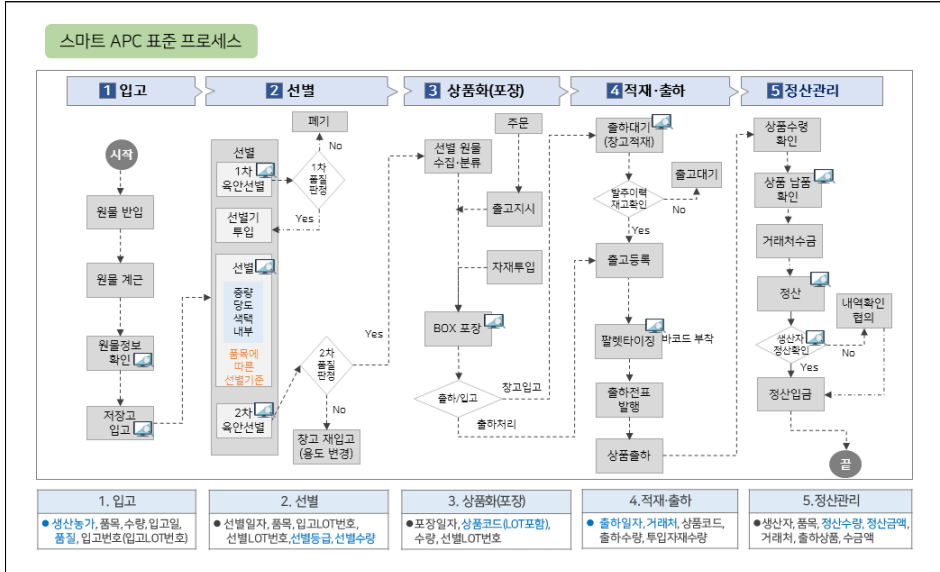 스마트 APC 표준 프로세스
1 입고
2 선별
3 상품화(포장)
4 적재·출하
5 정산관리
시작
원물 반입
원물 계근
원물정보
확인
저장고
입고
폐기
No
선별
1차
육안선별
1차
품질
판정
Yes
선별기
투입
선별
중량
당도
색택
내부
품목에
따른
선별기준
2차
육안선별
2차
품질
판정
Yes
No
창고 재입고
(용도 변경)
주문
선별 원물
수집·분류
출고지시
자재투입
BOX 포장
출하/입고
창고입고
출하처리
출하대기
(창고적재)
발주이력
재고확인
출고대기
No
Yes
출고등록
팔렛타이징
바코드 부착
출하전표
발행
상품출하
상품수령
확인
상품 납품
확인
거래처수금
정산
내역확인
협의
생산자
정산확인
No
Yes
정산입금
끝
1. 입고
● 생산농가, 품목,수량,입고일,
품질, 입고번호(입고LOT번호)
2. 선별
● 선별일자, 품목, 입고LOT번호,
선별LOT번호,선별등급,선별수량
3. 상품화(포장)
●포장일자,상품코드(LOT포함),
수량, 선별LOT번호
4.적재·출하
● 출하일자, 거래처, 상품코드,
출하수량, 투입자재수량
5.정산관리
●생산자, 품목, 정산수량, 정산금액,
거래처, 출하상품, 수금액